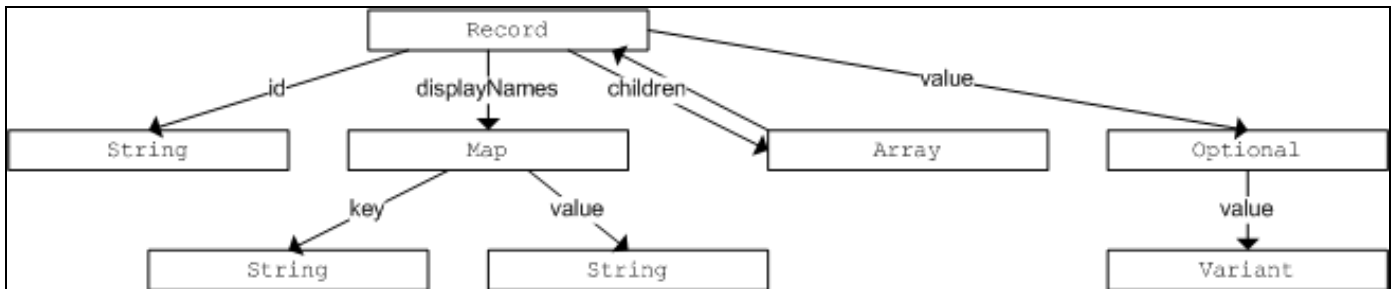 Record
id
displayNames
children
value
String
Map
Array
Optional
key
value
value
String
String
Variant